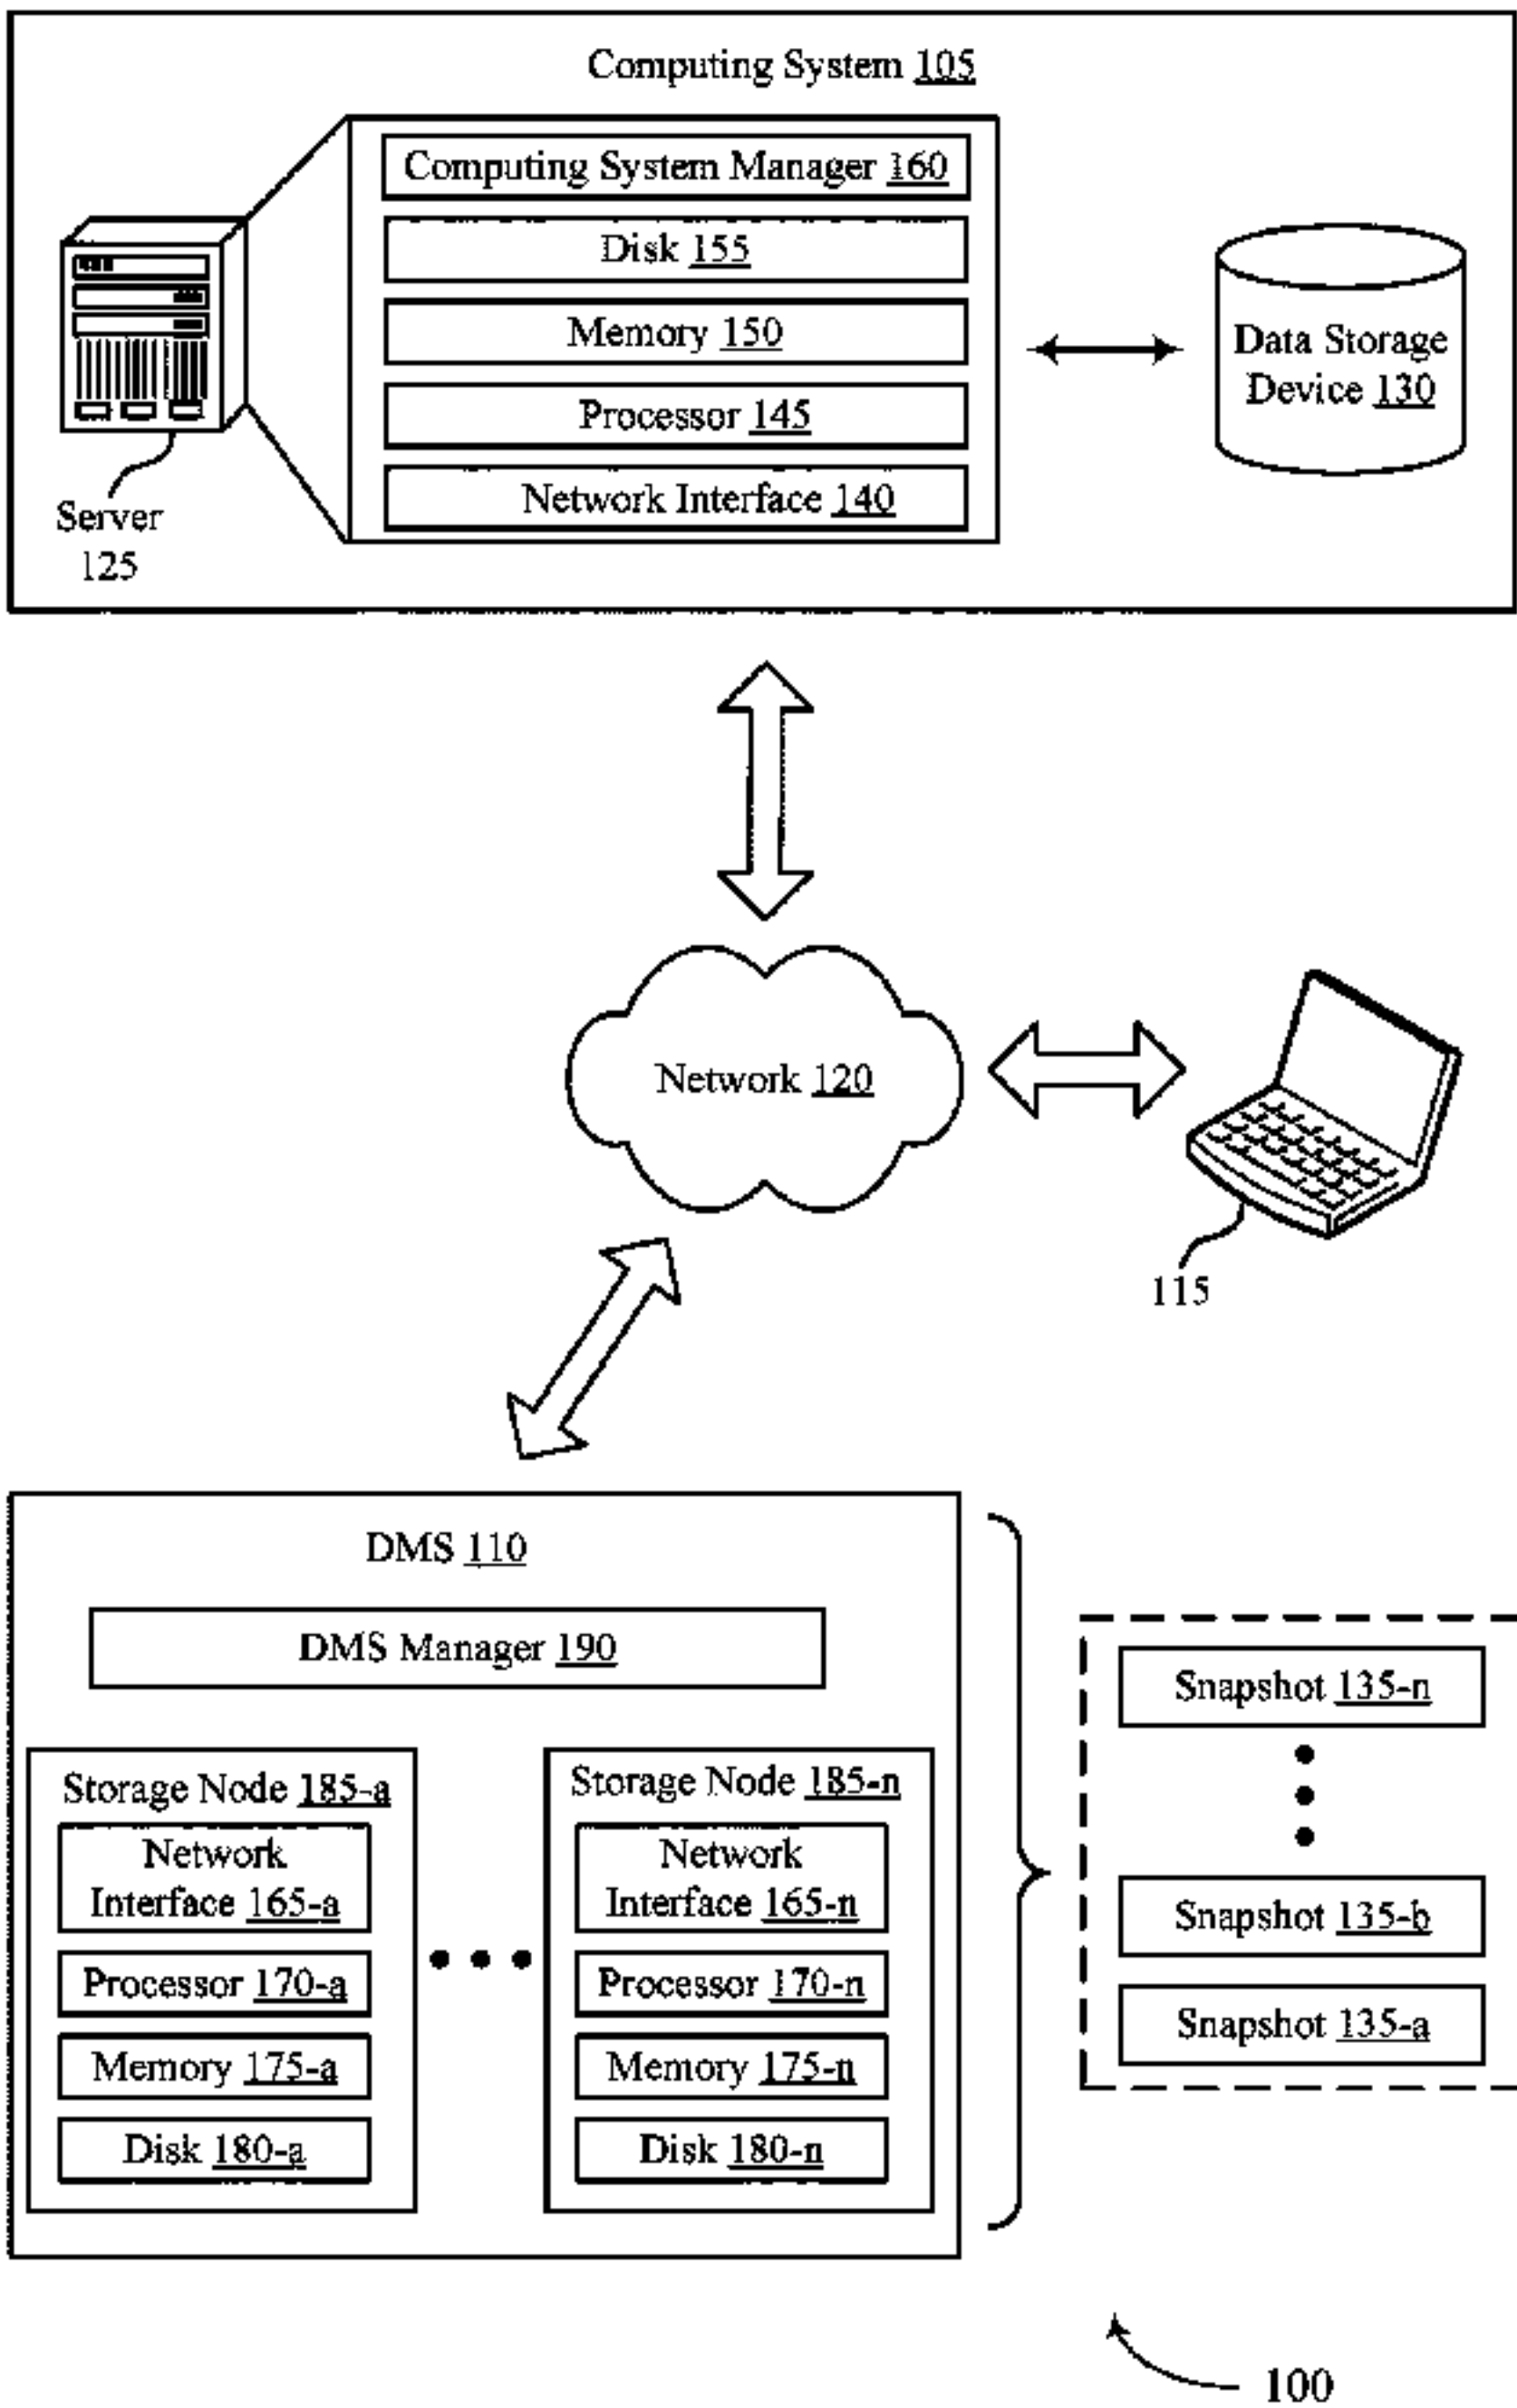 Computing System 105
Computing System Manager 160
Disk 155
Memory 150
Processor 145
Network Interface 140
Server
125
Data Storage
Device 130
Network 120
115
DMS 110
DMS Manager 190
Storage Node 185-a
Network
Interface 165-a
Processor 170-a
Memory 175-a
Disk 180-a
Storage Node 185-n
Network
Interface 165-n
Processor 170-n
Memory 175-n
Disk 180-n
Snapshot 135-n
Snapshot 135-b
Snapshot 135-a
100